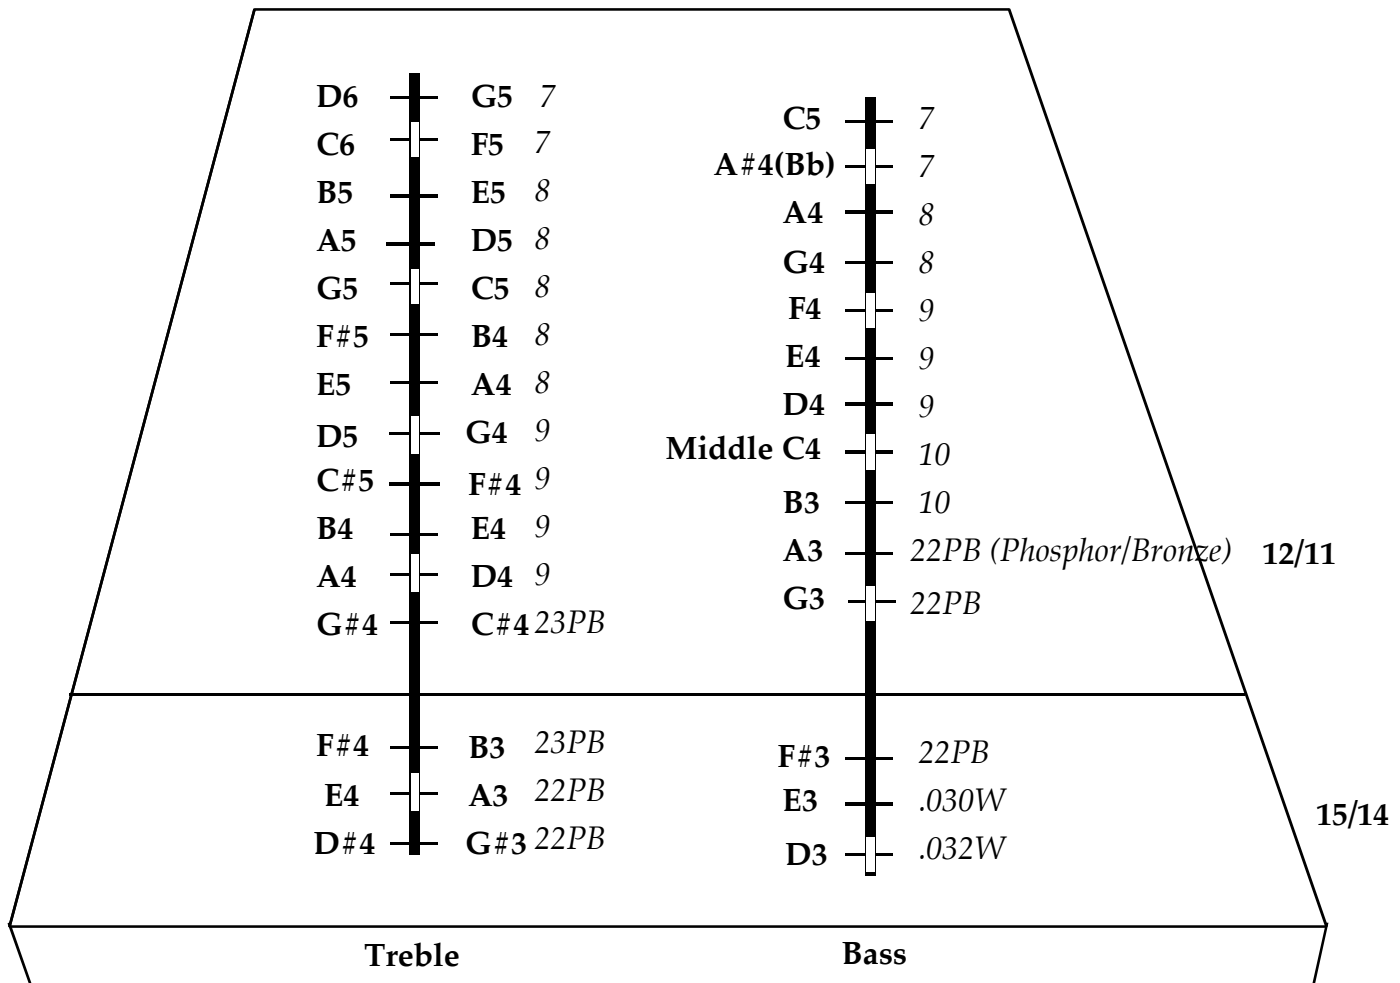 D6 G5 7
C6 F5 7
B5 E5 8
A5 D5 8
G5 C5 8
F#5 B4 8
E5 A4 8
D5 G4 9
C#5 F#4 9
B4 E4 9
A4 D4 9
G#4 C#4 23PB
F#4 B3 23PB
E4 A3 22PB
D#4 G#3 22PB
Treble
C5 7
A#4(Bb) 7
A4 8
G4 8
F4 9
E4 9
D4 9
Middle C4 10
B3 10
A3 22PB (Phosphor/Bronze) 12/11
G3 22PB
F#3 22PB
E3 .030W
15/14
D3 .032W
Bass